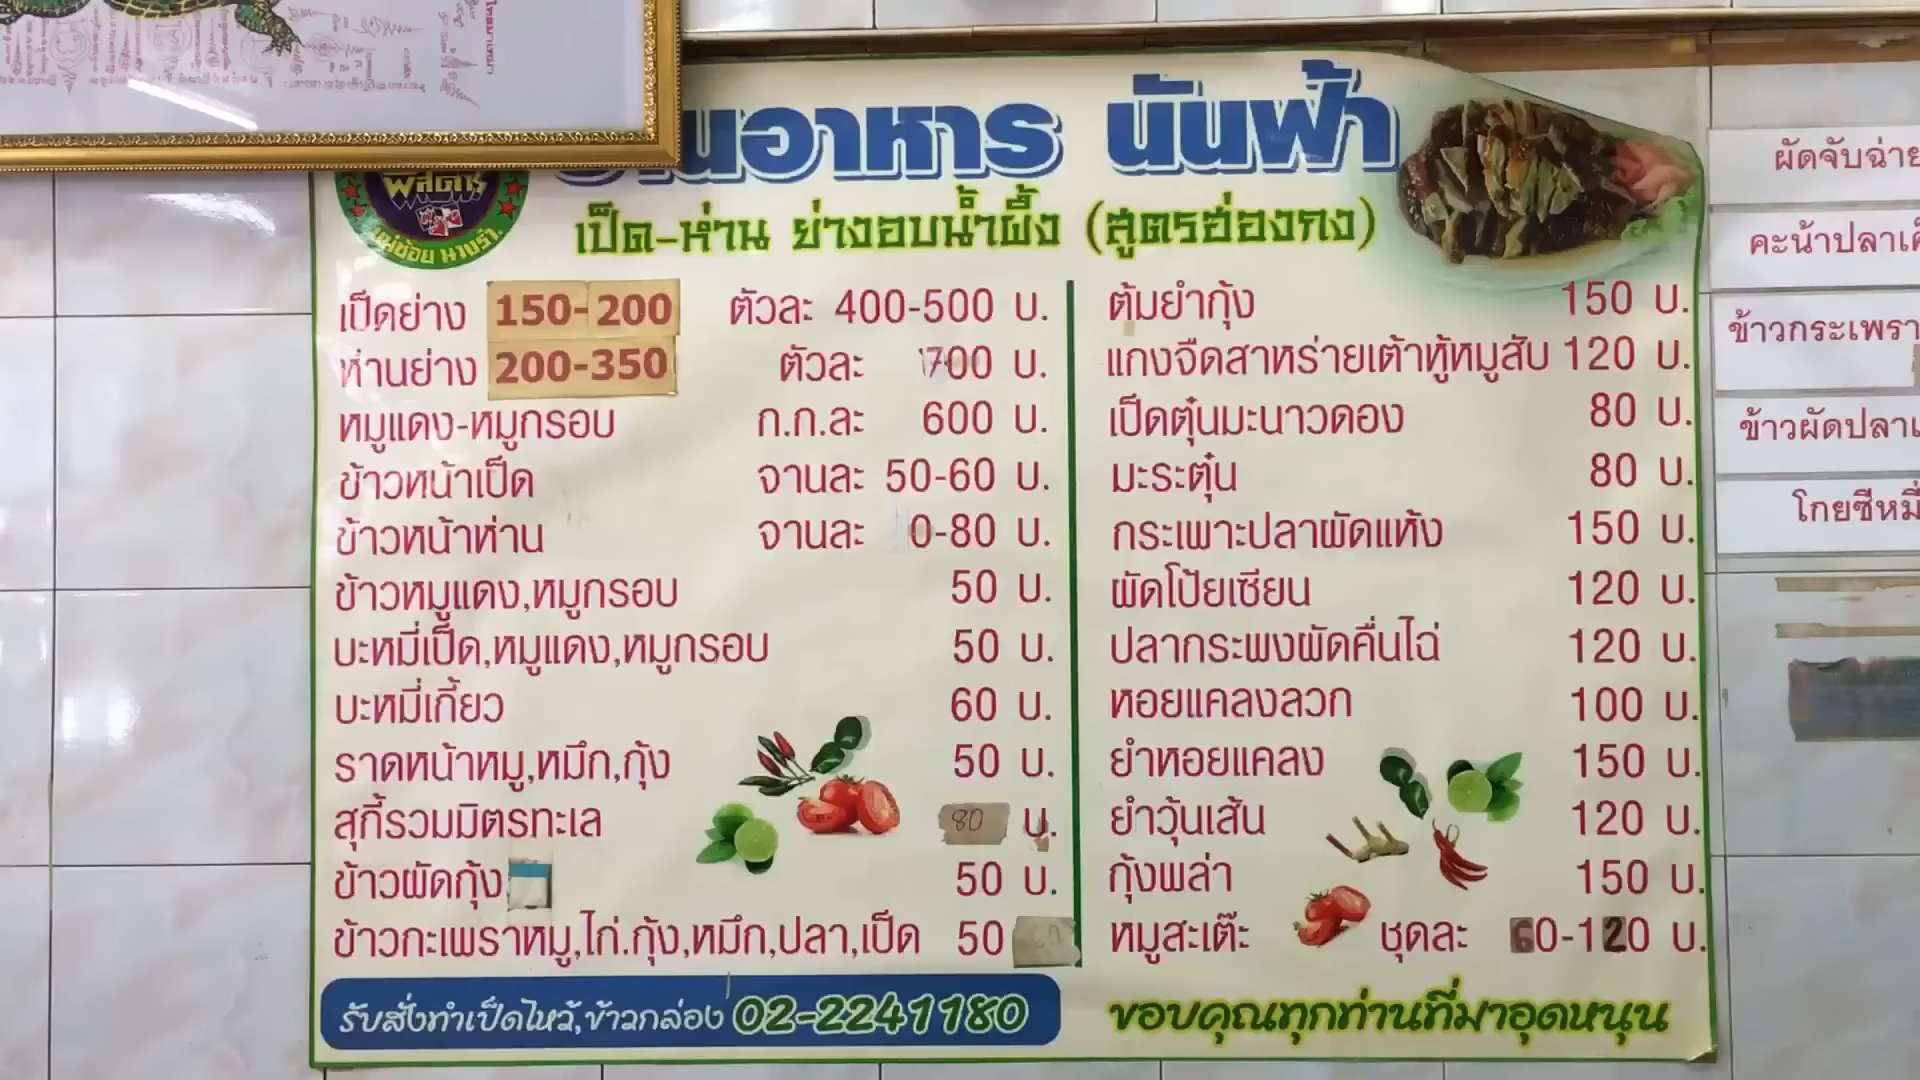 ร้านอาหาร นันฟ้า
เป็ด-ห่าน ย่างอบน้ำผึ้ง (สูตรฮ่องกง)
เป็ดย่าง 150-200 ตัวละ 400-500 บ.
ห่านย่าง 200-350 ตัวละ 700 บ.
หมูแดง-หมูกรอบ ก.ก.ละ 600 บ.
ข้าวหน้าเป็ด จานละ 50-60 บ.
ข้าวหน้าห่าน จานละ 0-80 บ.
ข้าวหมูแดง,หมูกรอบ 50 บ.
บะหมี่เป็ด,หมูแดง,หมูกรอบ 50 บ.
บะหมี่เกี้ยว 60 บ.
ราดหน้าหมู,หมึก,กุ้ง 50 บ.
สุกี้รวมมิตรทะเล 80 บ.
ข้าวผัดกุ้ง 50 บ.
ข้าวกะเพราหมู,ไก่.กุ้ง,หมึก,ปลา,เป็ด 50
รับสั่งทำเป็ดไหว้,ข้าวกล่อง 02-2241180
ต้มยำกุ้ง 150 บ.
แกงจืดสาหร่ายเต้าหู้หมูสับ 120 บ.
เป็ดตุ๋นมะนาวดอง 80 บ.
มะระตุ๋น 80 บ.
กระเพาะปลาผัดแห้ง 150 บ.
ผัดโป้ยเซียน 120 บ.
ปลากระพงผัดคื่นไฉ่ 120 บ.
หอยแคลงลวก 100 บ.
ยำหอยแคลง 150 บ.
ยำวุ้นเส้น 120 บ.
กุ้งพล่า 150 บ.
หมูสะเต๊ะ ชุดละ 60-120 บ.
ขอบคุณทุกท่านที่มาอุดหนุน
ผัดจับฉ่าย
คะน้าปลาเค็
ข้าวกระเพรา
ข้าวผัดปลาเ
โกยซีหมี่